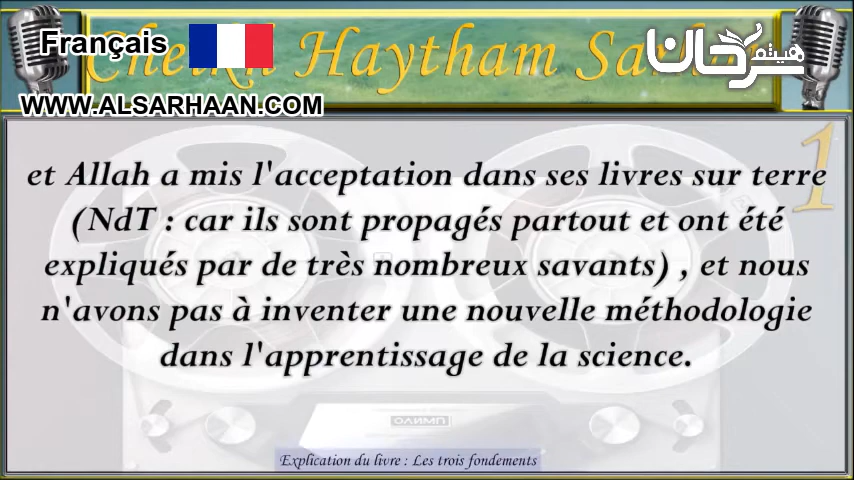 Français
Cheikh Haytham Sarhan
هيثم سرحان
WWW.ALSARHAAN.COM
1
et Allah a mis l'acceptation dans ses livres sur terre
(NdT : car ils sont propagés partout et ont été
expliqués par de très nombreux savants) , et nous
n'avons pas à inventer une nouvelle méthodologie
dans l'apprentissage de la science.
ОЛИМП
Explication du livre : Les trois fondements